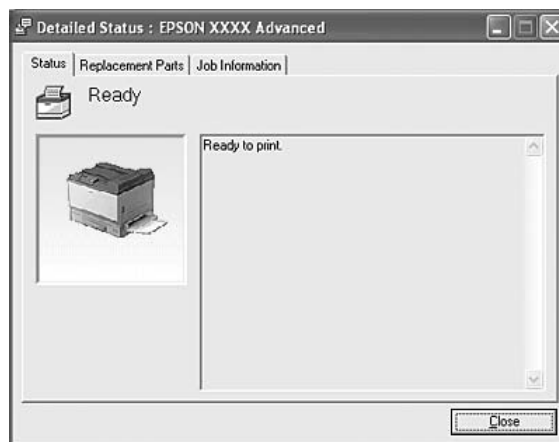 Detailed Status : EPSON XXXX Advanced
Status Replacement Parts Job Information
Ready
Ready to print.
Close